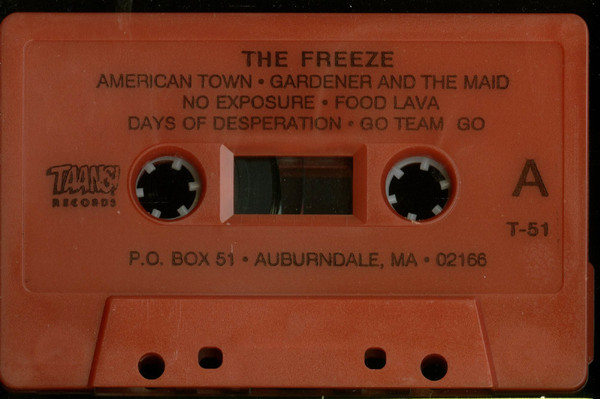 THE FREEZE
AMERICAN TOWN • GARDENER AND THE MAID
NO EXPOSURE • FOOD LAVA
DAYS OF DESPERATION • GO TEAM GO
TAANG!
RECORDS
A
T-51
P.O. BOX 51 • AUBURNDALE, MA • 02166